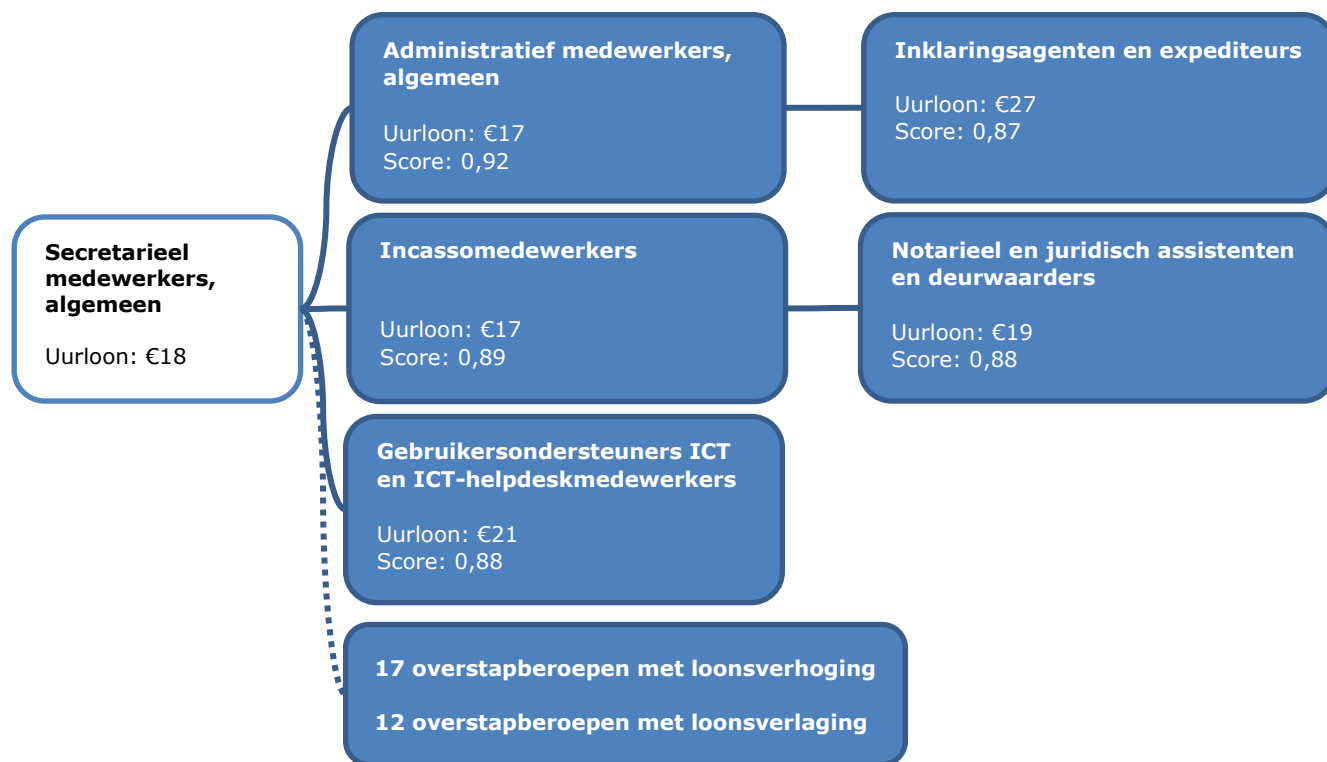 Secretarieel
medewerkers,
algemeen
Uurloon: €18
Administratief medewerkers,
algemeen
Uurloon: €17
Score: 0,92
Inklaringsagenten en expediteurs
Uurloon: €27
Score: 0,87
Incassomedewerkers
Uurloon: €17
Score: 0,89
Notarieel en juridisch assistenten
en deurwaarders
Uurloon: €19
Score: 0,88
Gebruikersondersteuners ICT
en ICT-helpdeskmedewerkers
Uurloon: €21
Score: 0,88
17 overstapberoepen met loonsverhoging
12 overstapberoepen met loonsverlaging